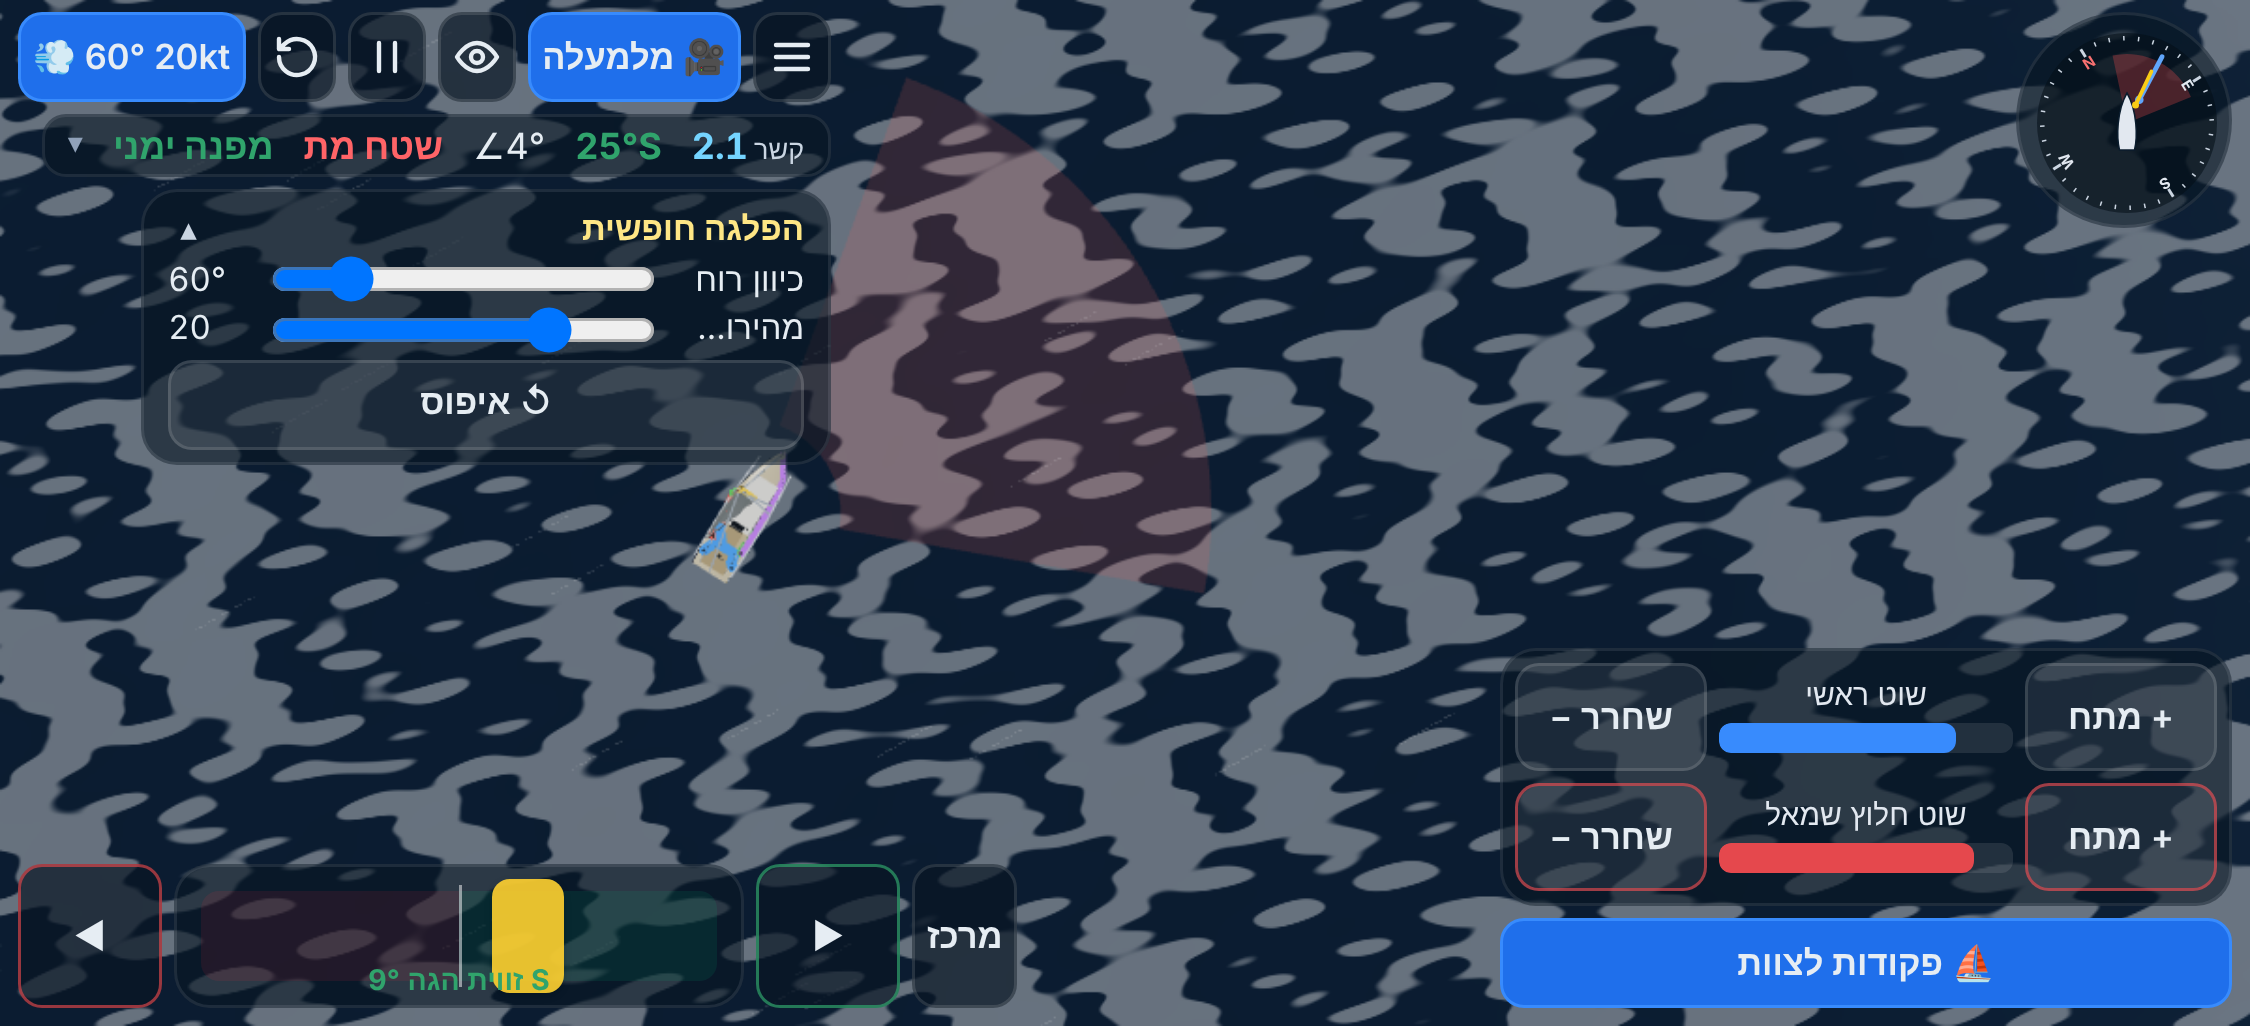 60° 20kt
מלמעלה
קשר 2.1 25°S ∠4° שטח מת מפנה ימני
הפלגה חופשית
כיוון רוח 60°
מהירו... 20
איפוס
N
E
S
W
+ מתח שוט ראשי שחרר −
+ מתח שוט חלוץ שמאל שחרר −
מרכז
זווית הגה 9° S
פקודות לצוות